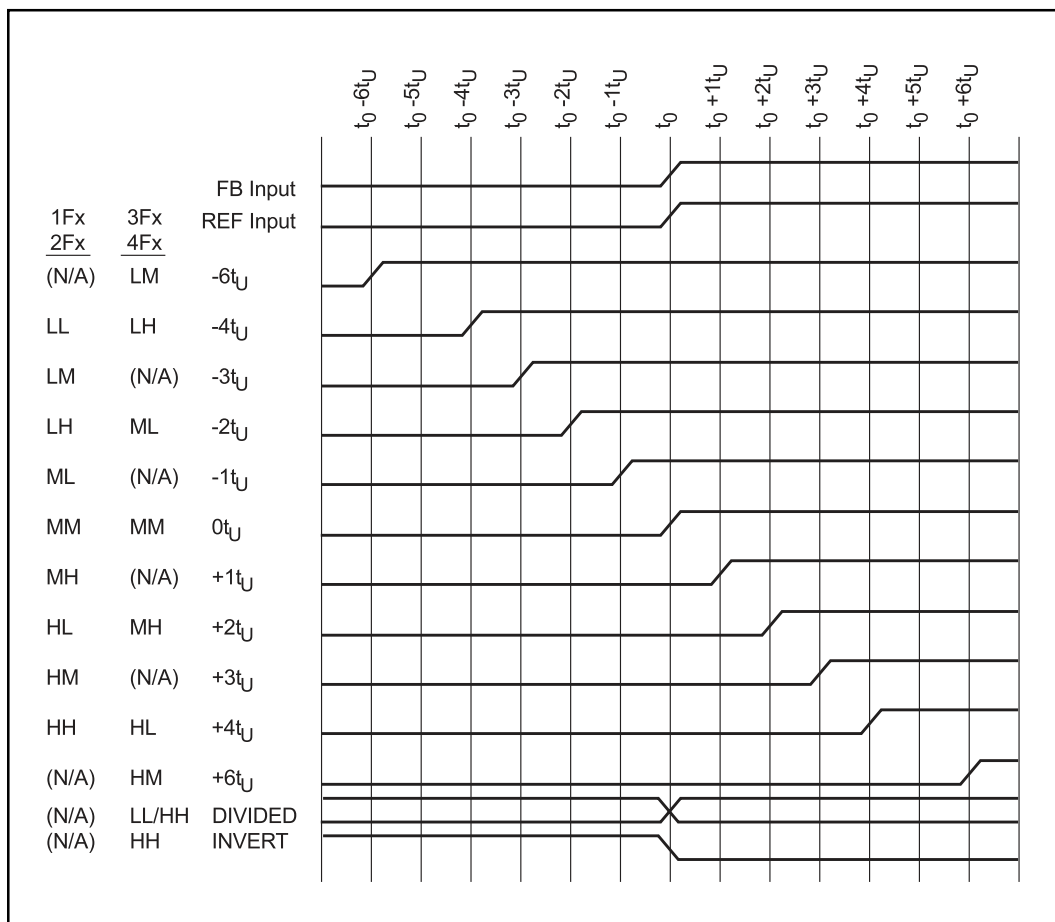 t0 -6tU t0 -5tU t0 -4tU t0 -3tU t0 -2tU t0 -1tU t0 t0 +1tU t0 +2tU t0 +3tU t0 +4tU t0 +5tU t0 +6tU
FB Input
1Fx 3Fx REF Input
2Fx 4Fx
(N/A) LM -6tU
LL LH -4tU
LM (N/A) -3tU
LH ML -2tU
ML (N/A) -1tU
MM MM 0tU
MH (N/A) +1tU
HL MH +2tU
HM (N/A) +3tU
HH HL +4tU
(N/A) HM +6tU
(N/A) LL/HH DIVIDED
(N/A) HH INVERT